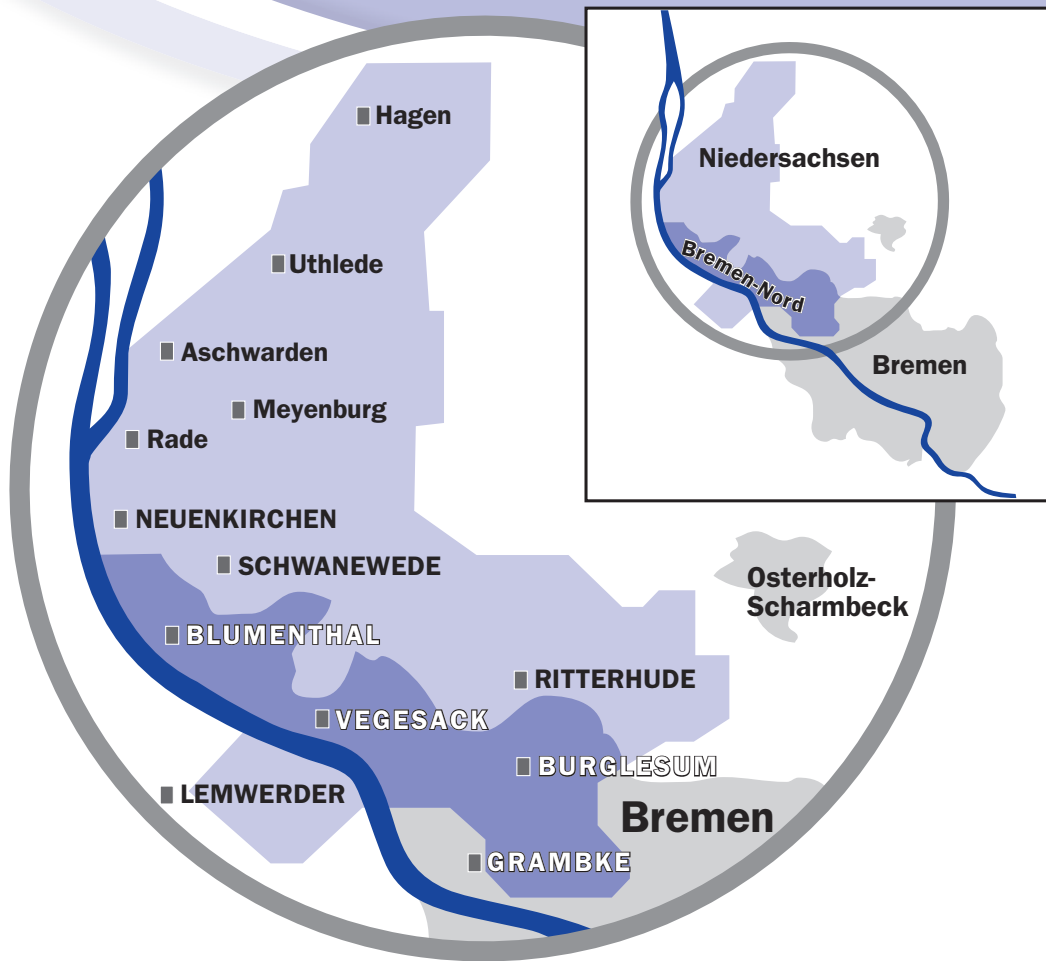 Hagen
Niedersachsen
Uthlede
Bremen-Nord
Aschwarden
Bremen
Meyenburg
Rade
NEUENKIRCHEN
SCHWANEWEDE
Osterholz-
Scharmbeck
BLUMENTHAL
RITTERHUDE
VEGESACK
BURGLESUM
LEMWERDER
Bremen
GRAMBKE